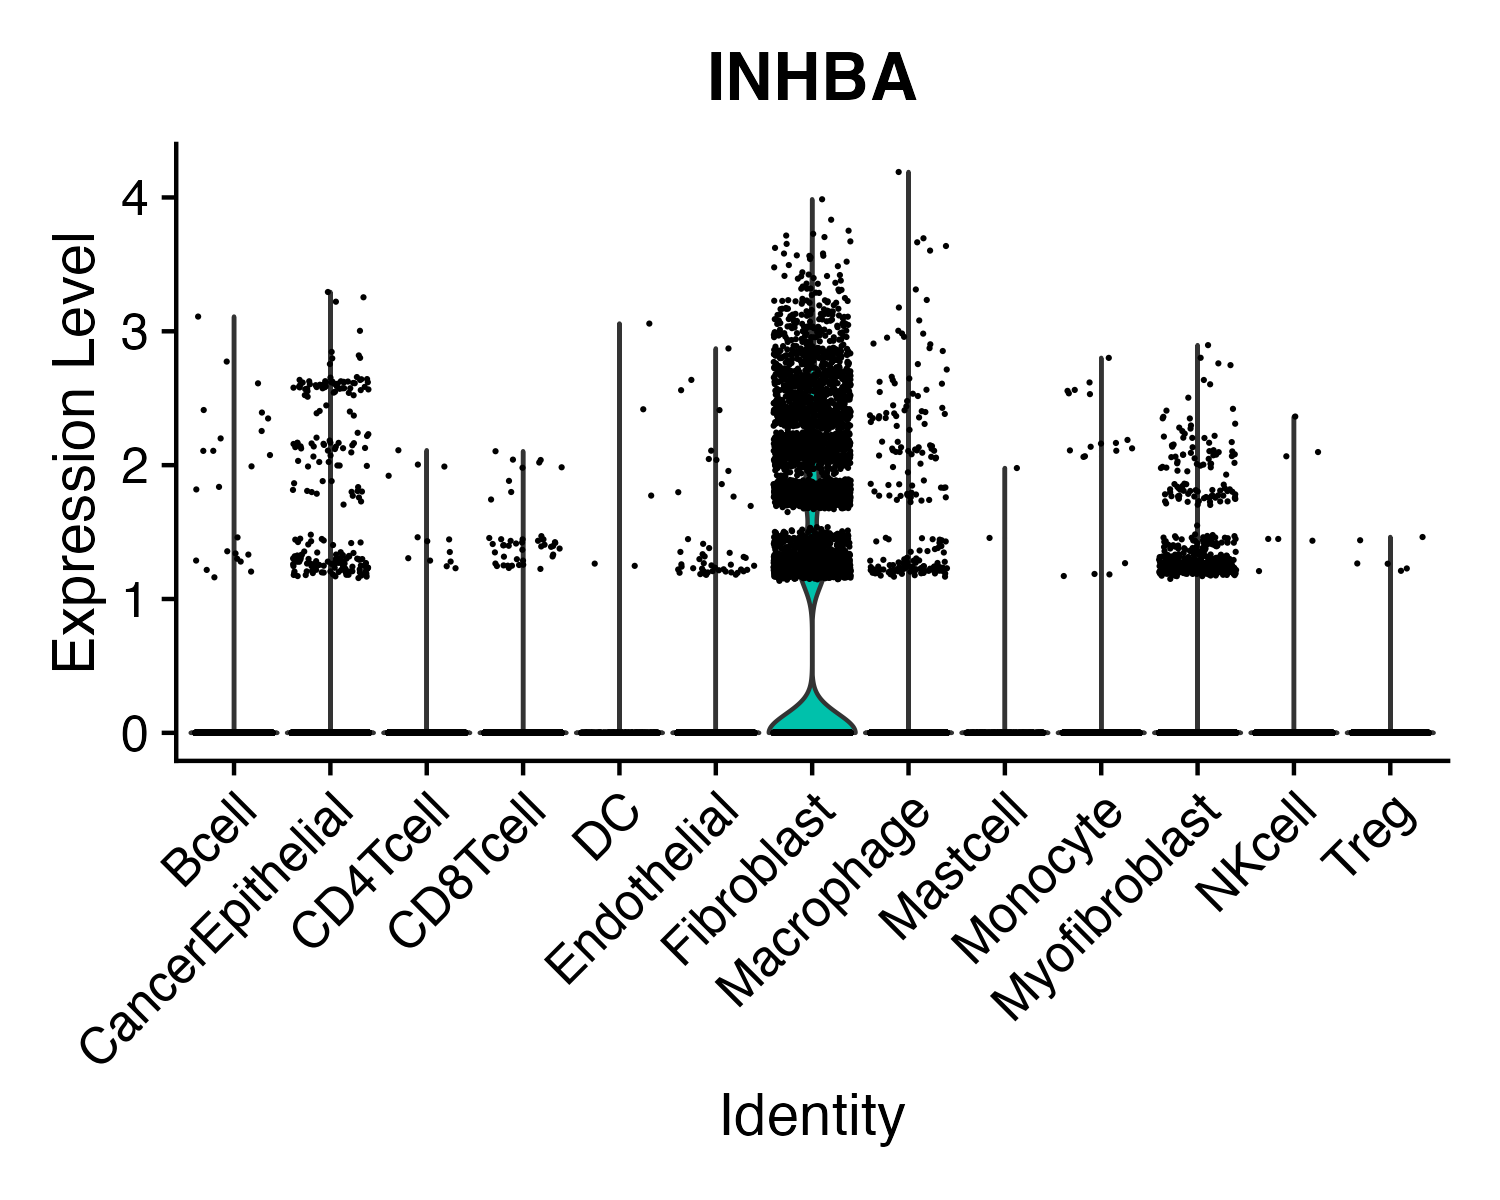 INHBA
Expression Level
4
3
2
1
0
Bcell
CancerEpithelial
CD4Tcell
CD8Tcell
DC
Endothelial
Fibroblast
Macrophage
Mastcell
Monocyte
Myofibroblast
NKcell
Treg
Identity